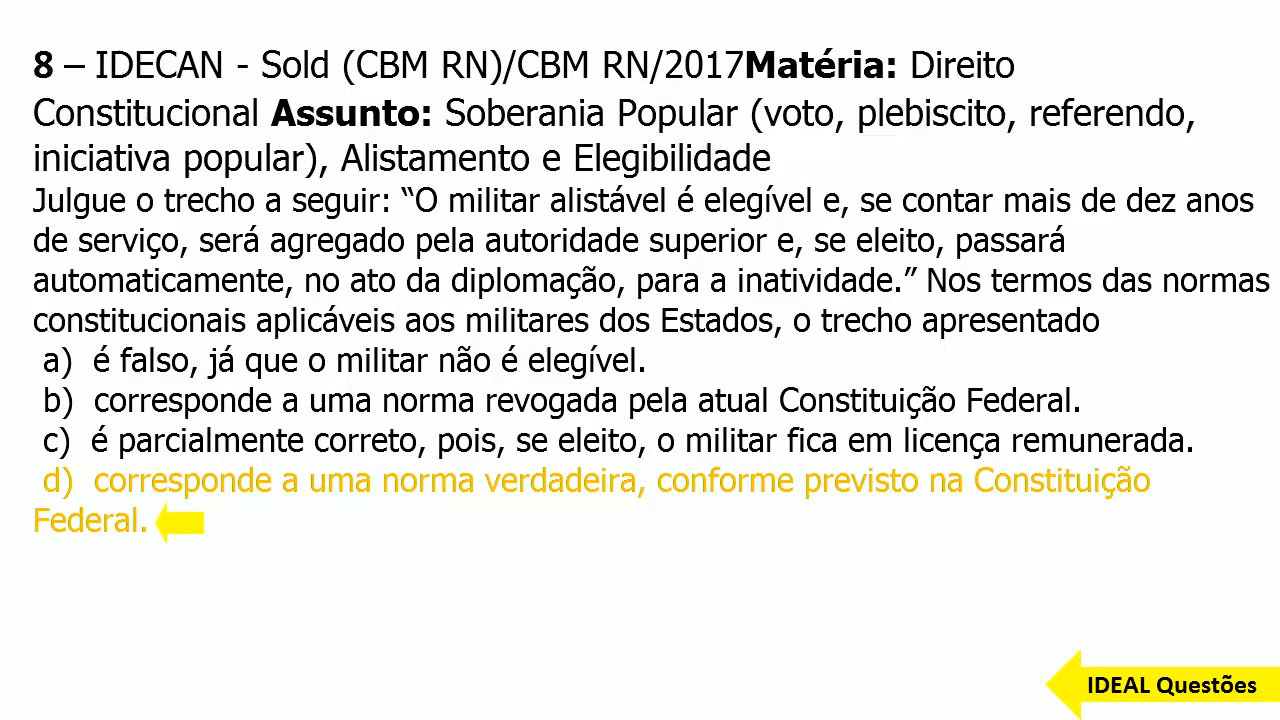 8 – IDECAN - Sold (CBM RN)/CBM RN/2017Matéria: Direito
Constitucional Assunto: Soberania Popular (voto, plebiscito, referendo,
iniciativa popular), Alistamento e Elegibilidade
Julgue o trecho a seguir: “O militar alistável é elegível e, se contar mais de dez anos
de serviço, será agregado pela autoridade superior e, se eleito, passará
automaticamente, no ato da diplomação, para a inatividade.” Nos termos das normas
constitucionais aplicáveis aos militares dos Estados, o trecho apresentado
a) é falso, já que o militar não é elegível.
b) corresponde a uma norma revogada pela atual Constituição Federal.
c) é parcialmente correto, pois, se eleito, o militar fica em licença remunerada.
d) corresponde a uma norma verdadeira, conforme previsto na Constituição
Federal.
IDEAL Questões